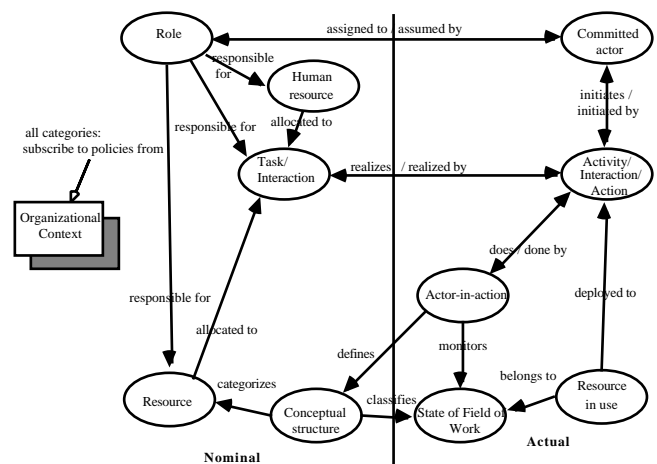 Role
assigned to / assumed by
Committed
actor
responsible
for
Human
resource
initiates /
initiated by
all categories:
subscribe to policies from
responsible for
allocated to
Task/
Interaction
realizes / realized by
Activity/
Interaction/
Action
Organizational
Context
does / done by
Actor-in-action
deployed to
responsible for
allocated to
defines
monitors
Resource
categorizes
Conceptual
structure
classifies
State of Field of
Work
belongs to
Resource
in use
Nominal
Actual